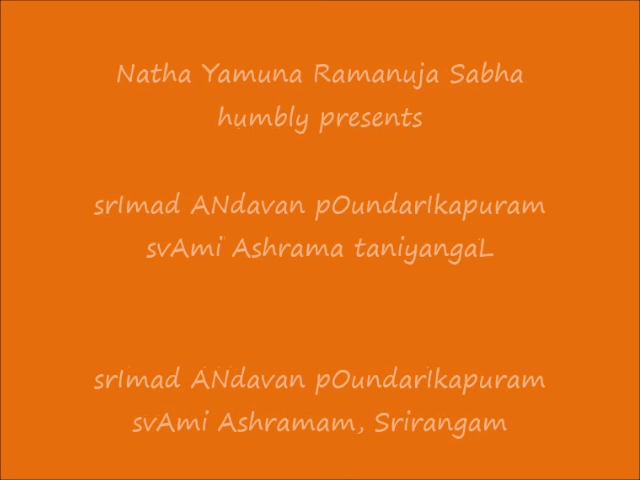 Natha Yamuna Ramanuja Sabha
humbly presents
srImad ANdavan pOundarIkapuram
svAmi Ashrama taniyangaL
srImad ANdavan pOundarIkapuram
svAmi Ashramam, Srirangam